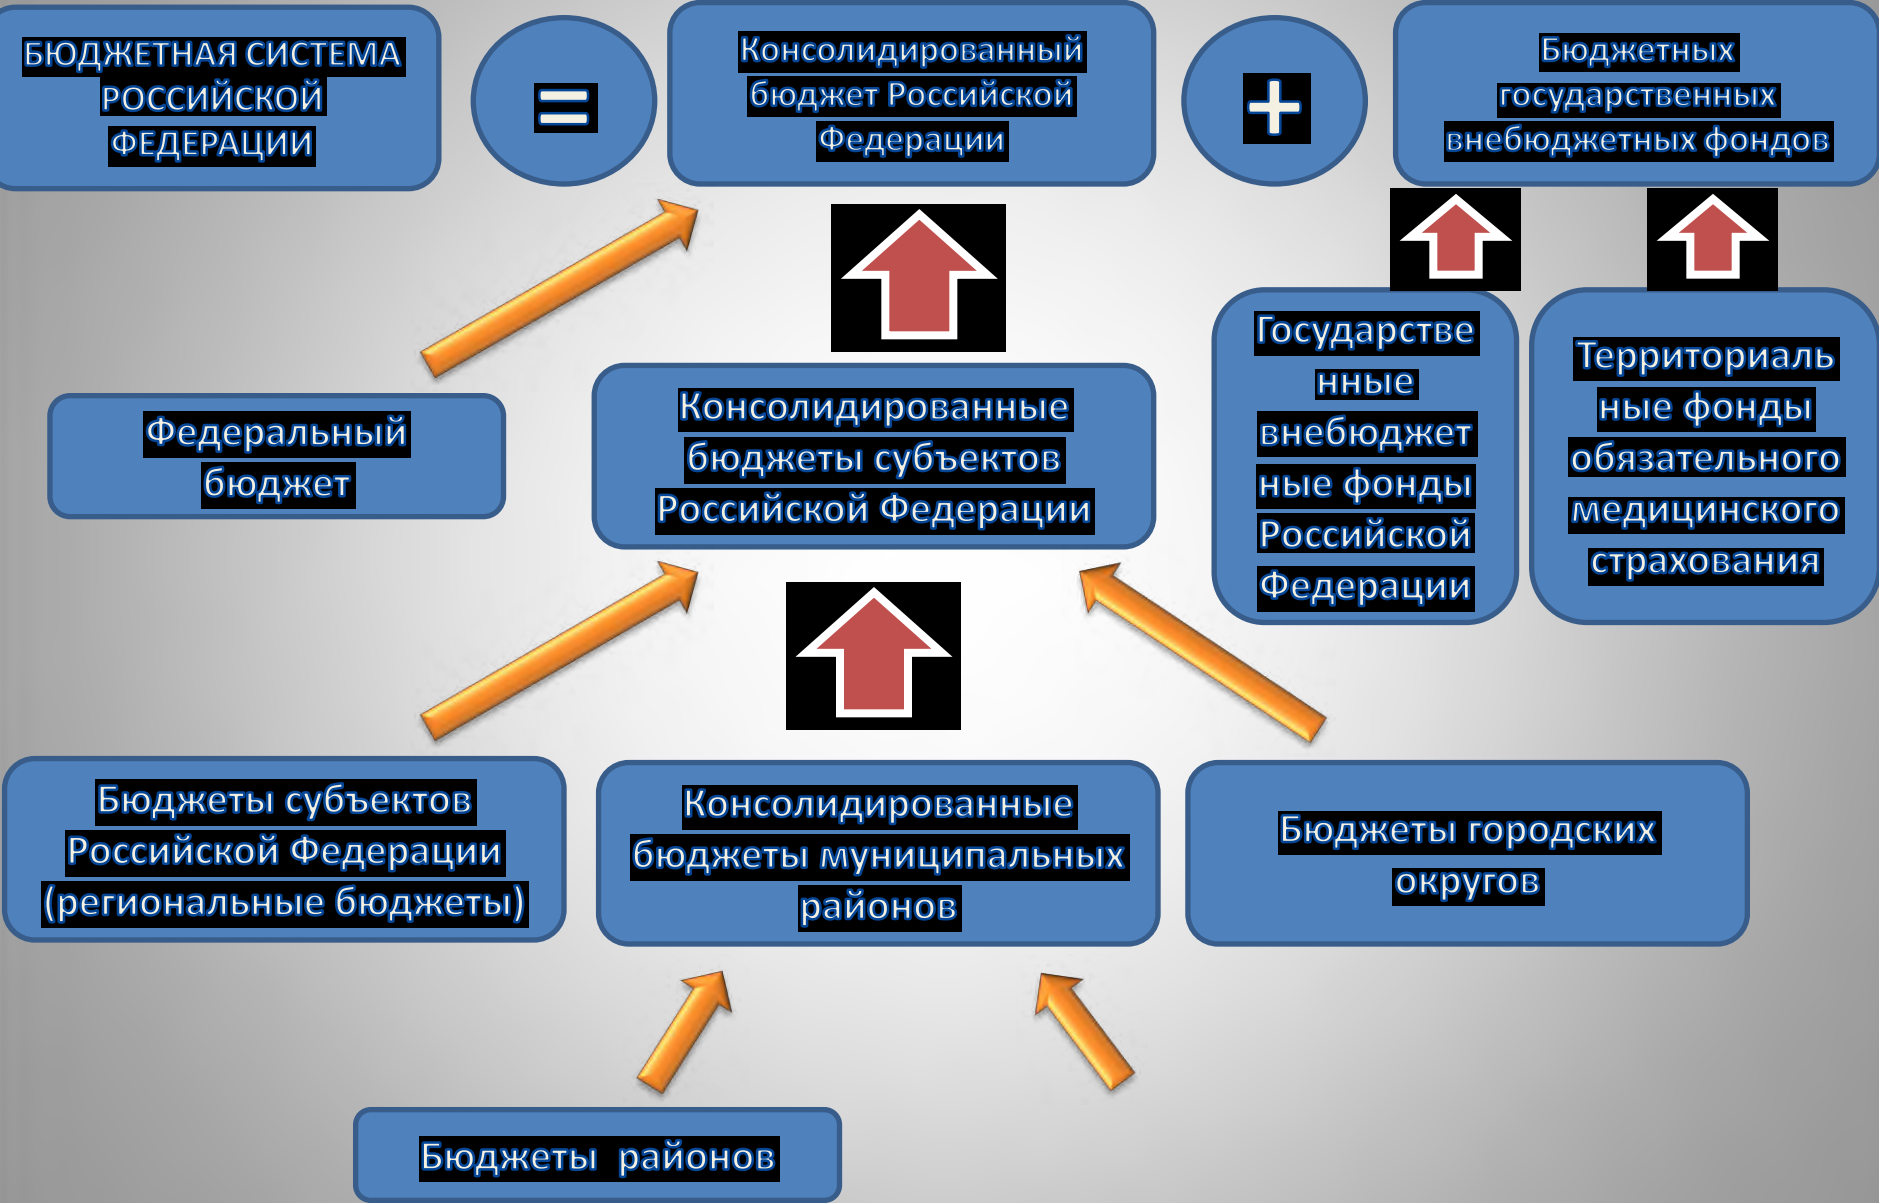 БЮДЖЕТНАЯ СИСТЕМА
РОССИЙСКОЙ
ФЕДЕРАЦИИ
=
Консолидированный
бюджет Российской
Федерации
+
Бюджетных
государственных
внебюджетных фондов
Федеральный
бюджет
Консолидированные
бюджеты субъектов
Российской Федерации
Государстве
нные
внебюджет
ные фонды
Российской
Федерации
Территориаль
ные фонды
обязательного
медицинского
страхования
Бюджеты субъектов
Российской Федерации
(региональные бюджеты)
Консолидированные
бюджеты муниципальных
районов
Бюджеты городских
округов
Бюджеты районов